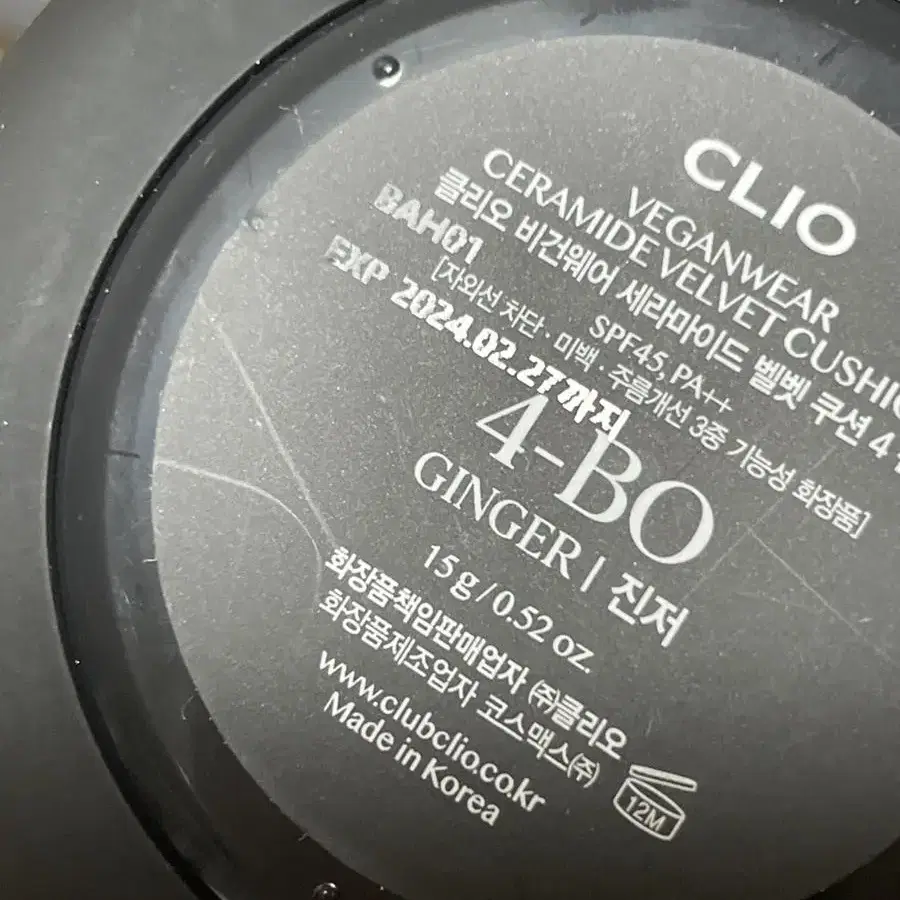 CLIO
VEGANWEAR
CERAMIDE VELVET
클리오 비건웨어 세라마이드 벨벳 쿠션 4
SPF45, PA++
[자외선 차단 · 미백 · 주름개선 3중 기능성 화장품]
BAH01
EXP 2024.02.27까지
4-BO
GINGER | 진저
15g / 0.52 oz.
화장품책임판매업자 ㈜클리오
화장품제조업자 코스맥스㈜
www.clubclio.co.kr
Made in Korea
12M